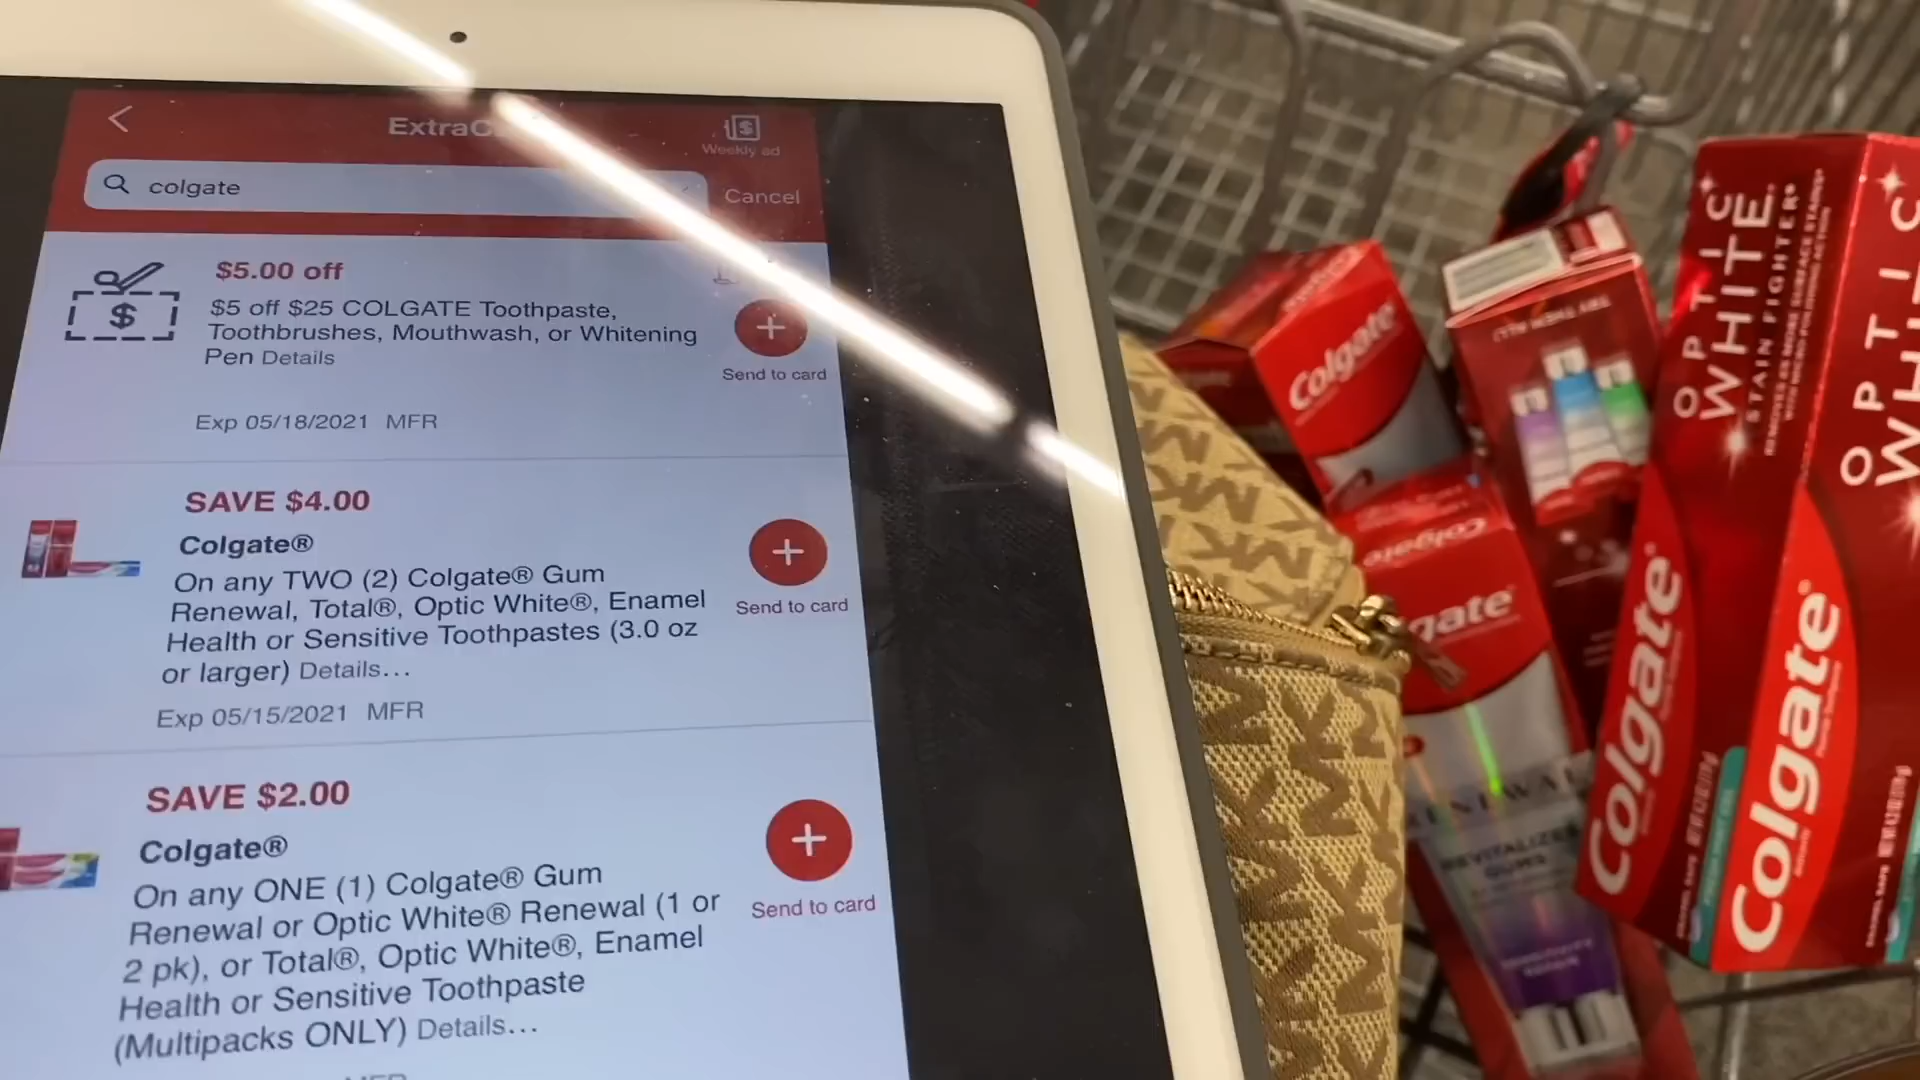 Weekly ad
colgate
Cancel
$5.00 off
$5 off $25 COLGATE Toothpaste,
Toothbrushes, Mouthwash, or Whitening
Pen Details
Send to card
Exp 05/18/2021 MFR
SAVE $4.00
Colgate®
On any TWO (2) Colgate® Gum
Renewal, Total®, Optic White®, Enamel
Health or Sensitive Toothpastes (3.0 oz
or larger) Details...
Send to card
Exp 05/15/2021 MFR
SAVE $2.00
Colgate®
On any ONE (1) Colgate® Gum
Renewal or Optic White® Renewal (1 or
2 pk), or Total®, Optic White®, Enamel
Health or Sensitive Toothpaste
(Multipacks ONLY) Details...
Send to card
Colgate
Colgate
REVITALIZES
GUMS
OPTIC
WHITE
STAIN FIGHTER
Colgate
OPTIC
Colgate
MK